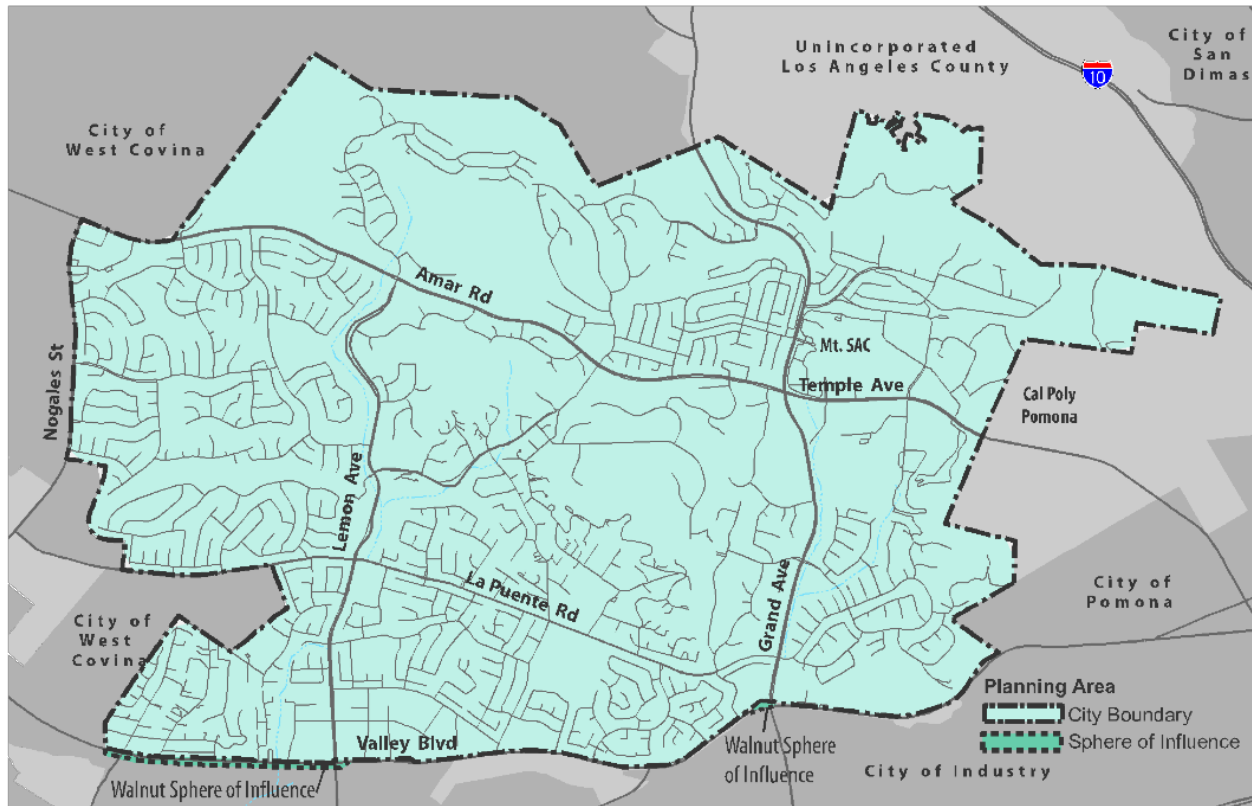 Unincorporated
Los Angeles County
City of
San
Dimas
10
City of
West Covina
Amar Rd
Nogales St
Mt. SAC
Temple Ave
Cal Poly
Pomona
Lemon Ave
La Puente Rd
Grand Ave
City of
Pomona
City of
West
Covina
Planning Area
City Boundary
Sphere of Influence
Valley Blvd
Walnut Sphere
of Influence
City of Industry
Walnut Sphere of Influence